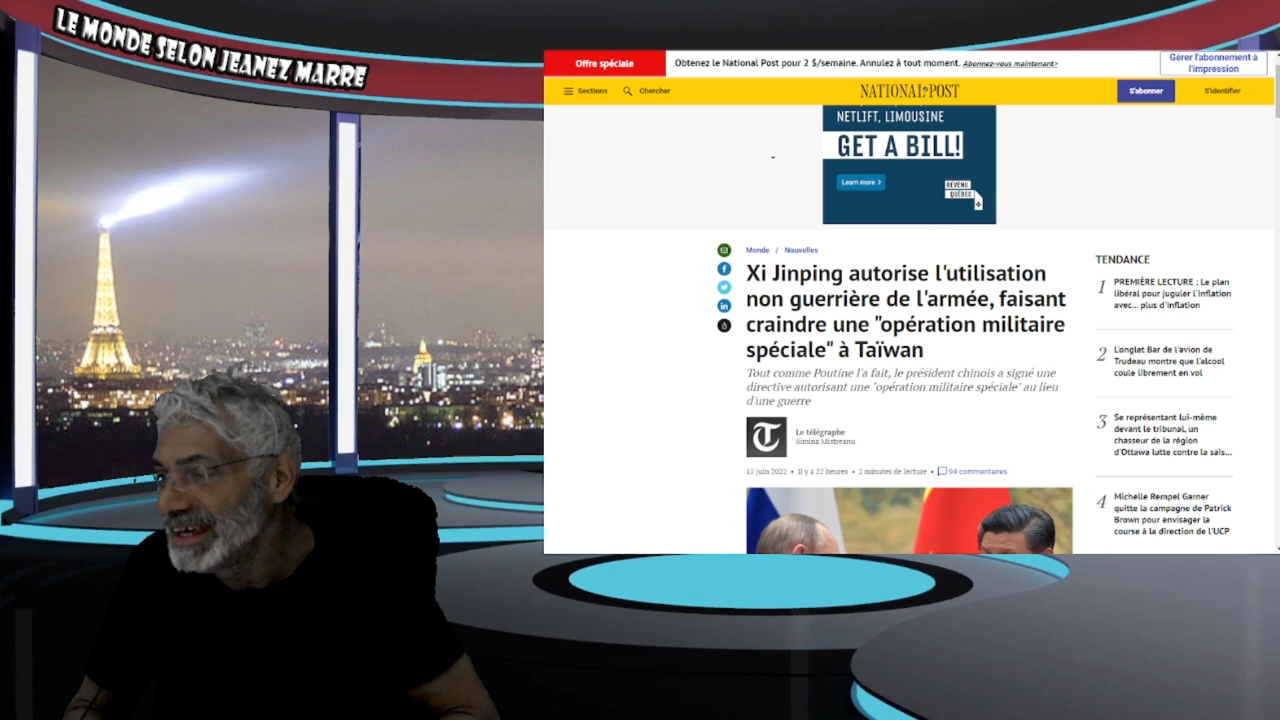 LE MONDE SELON JEANEZ MARRE
Offre spéciale
Obtenez le National Post pour 2 $/semaine. Annulez à tout moment. Abonnez-vous maintenant>
Gérer l'abonnement à
l'impression
Sections
Chercher
NATIONAL POST
S'abonner
S'identifier
NETLIFT, LIMOUSINE
GET A BILL!
Learn more >
REVENU
QUÉBEC
Monde / Nouvelles
Xi Jinping autorise l'utilisation
non guerrière de l'armée, faisant
craindre une "opération militaire
spéciale" à Taïwan
Tout comme Poutine l'a fait, le président chinois a signé une
directive autorisant une "opération militaire spéciale" au lieu
d'une guerre
T
Le télégraphe
Simina Mistreanu
15 juin 2022 • Il y a 22 heures • 2 minutes de lecture • 94 commentaires
TENDANCE
1 PREMIÈRE LECTURE : Le plan
libéral pour juguler l'inflation
avec... plus d'inflation
2 L'onglet Bar de l'avion de
Trudeau montre que l'alcool
coule librement en vol
3 Se représentant lui-même
devant le tribunal, un
chasseur de la région
d'Ottawa lutte contre la sais...
4 Michelle Rempel Garner
quitte la campagne de Patrick
Brown pour envisager la
course à la direction de l'UCP